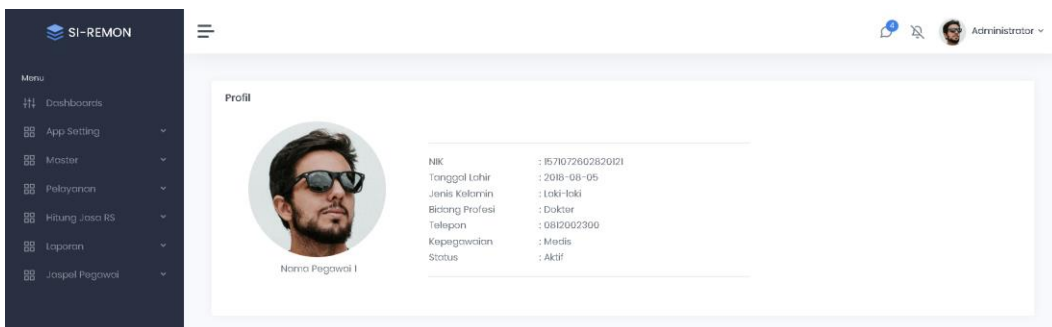 SI-REMON
4
Administrator
Menu
Dashboards
App Setting
Master
Pelayanan
Hitung Jasa RS
Laporan
Jaspel Pegawai
Profil
NIK : 1571072602820121
Tanggal Lahir : 2018-08-05
Jenis Kelamin : Laki-laki
Bidang Profesi : Dokter
Telepon : 0812002300
Kepegawaian : Medis
Status : Aktif
Nama Pegawai 1